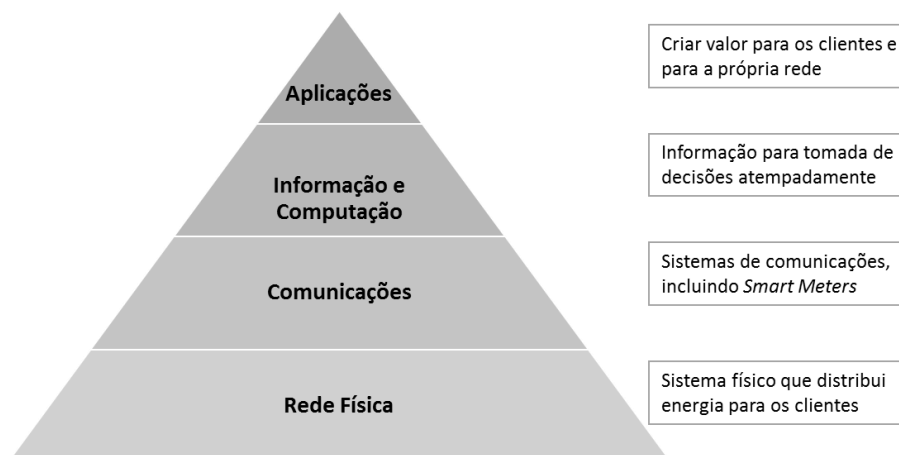 Aplicações
Criar valor para os clientes e
para a própria rede
Informação e
Computação
Informação para tomada de
decisões atempadamente
Comunicações
Sistemas de comunicações,
incluindo Smart Meters
Rede Física
Sistema físico que distribui
energia para os clientes